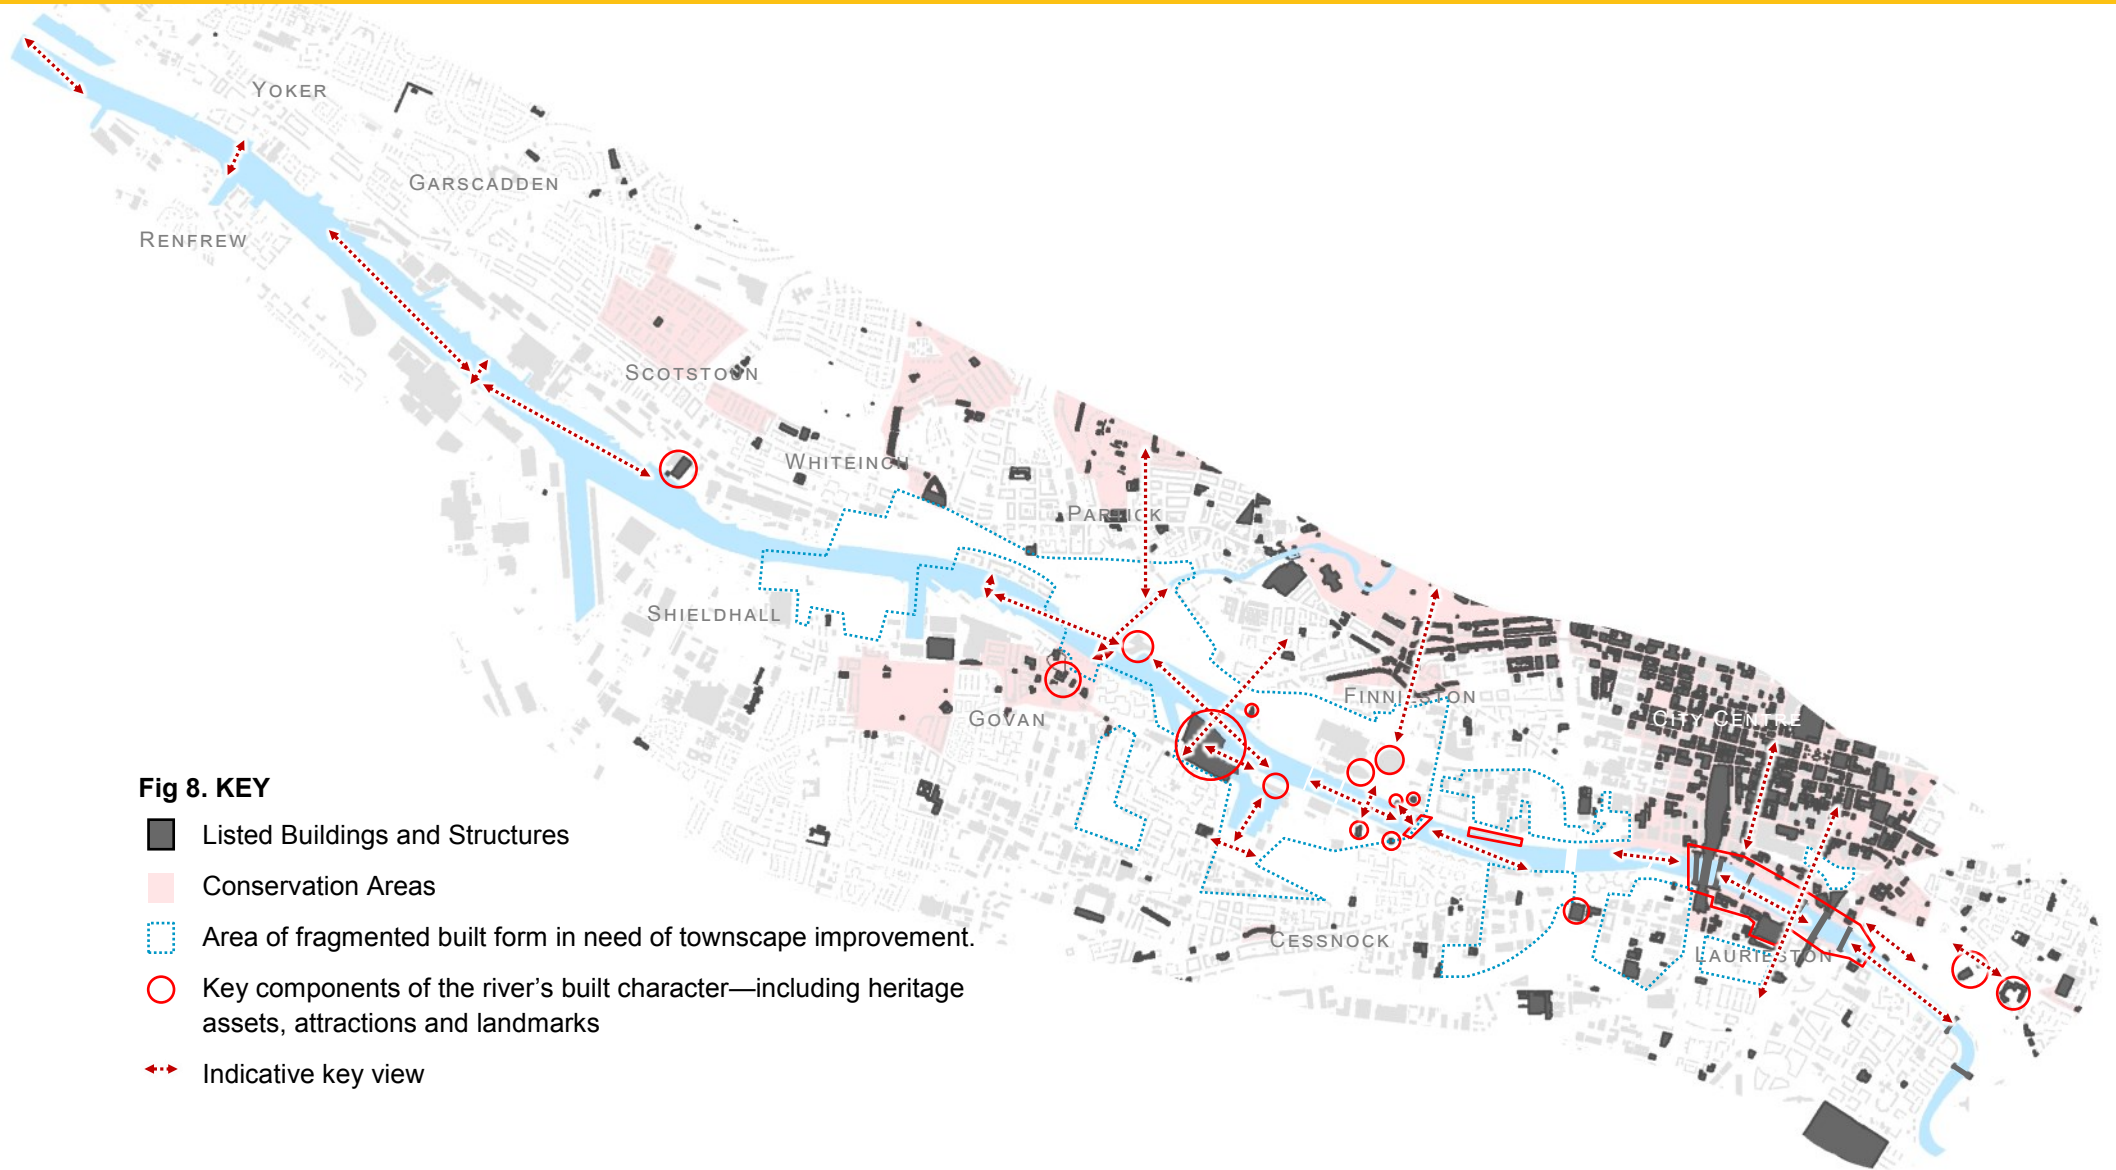 YOKER
GARSCADDEN
RENFREW
SCOTSTOUN
WHITEINCH
PARTICK
SHIELDHALL
FINNIESTON
GOVAN
CITY CENTRE
CESSNOCK
LAURIESTON
Fig 8. KEY
Listed Buildings and Structures
Conservation Areas
Area of fragmented built form in need of townscape improvement.
Key components of the river's built character—including heritage
assets, attractions and landmarks
Indicative key view